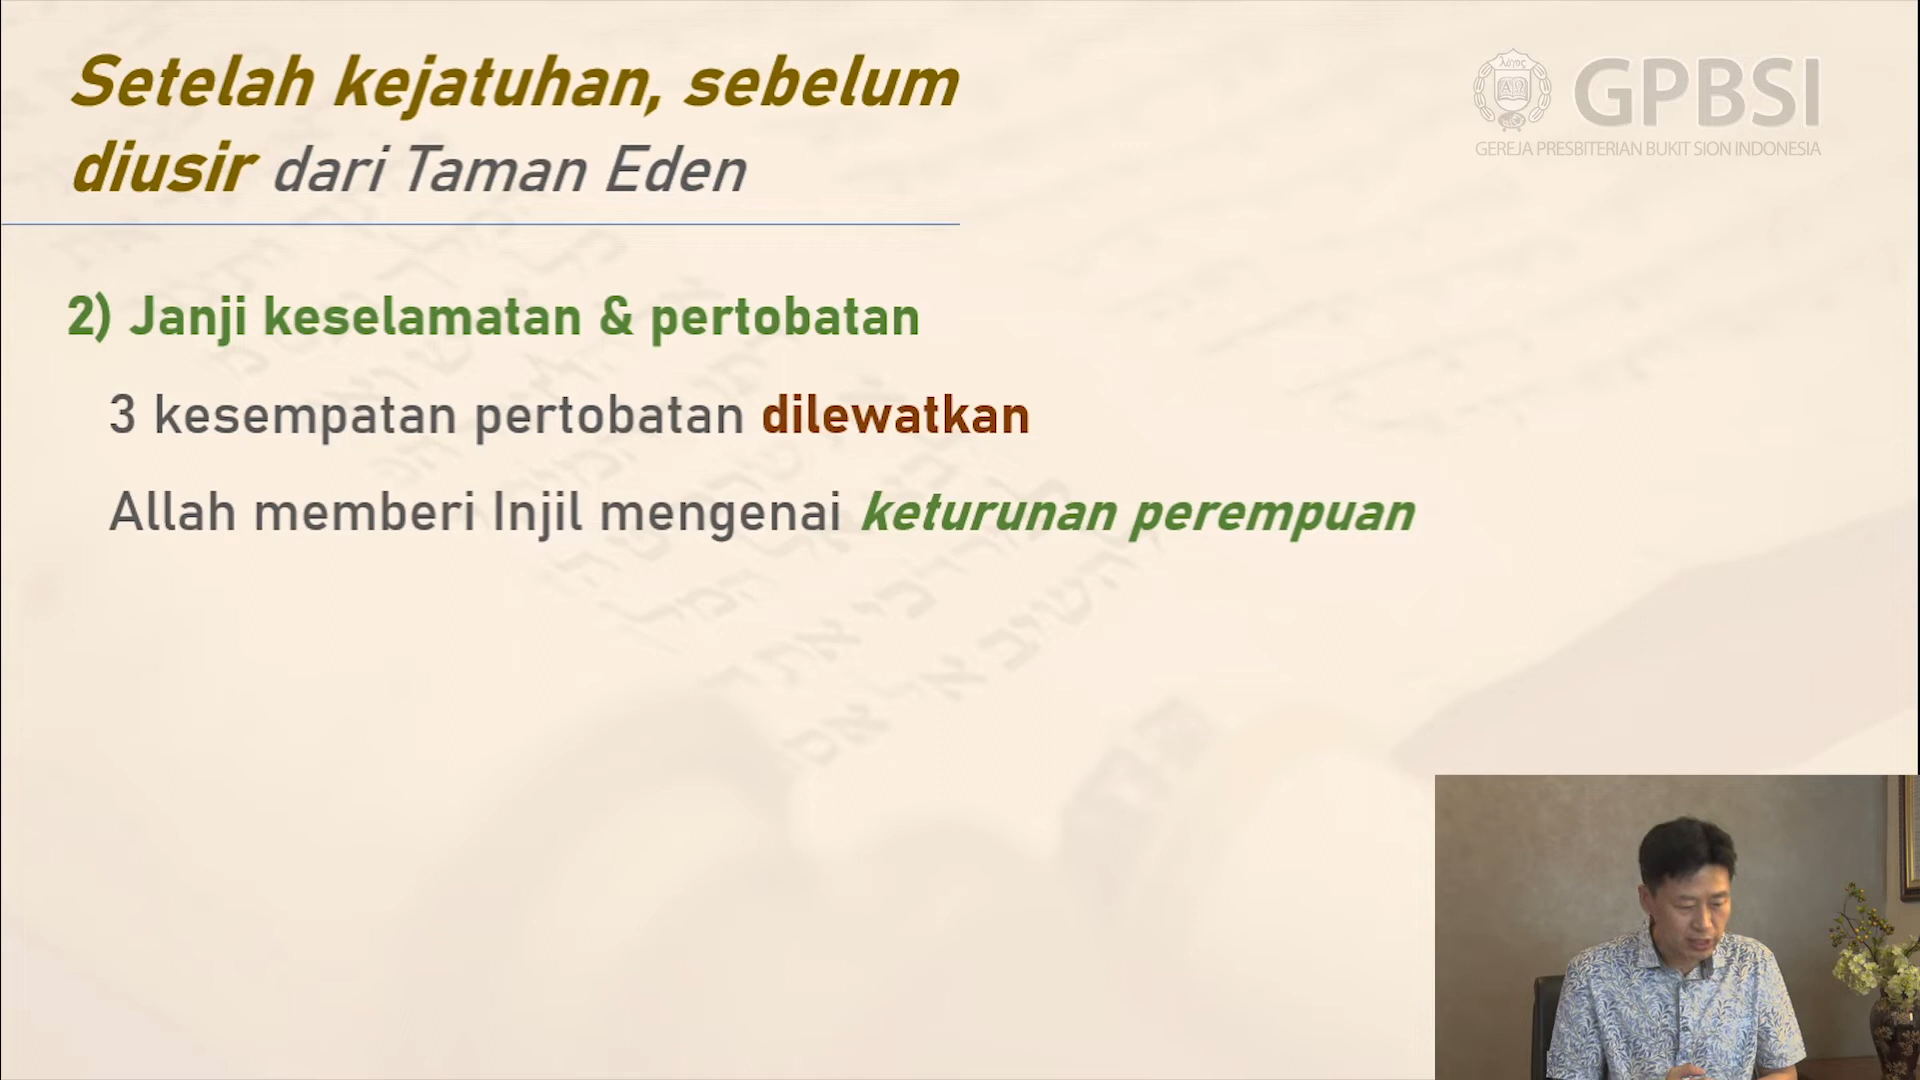 Setelah kejatuhan, sebelum
diusir dari Taman Eden
λόγος
Α Ω
GPBSI
GEREJA PRESBITERIAN BUKIT SION INDONESIA
2) Janji keselamatan & pertobatan
3 kesempatan pertobatan dilewatkan
Allah memberi Injil mengenai keturunan perempuan